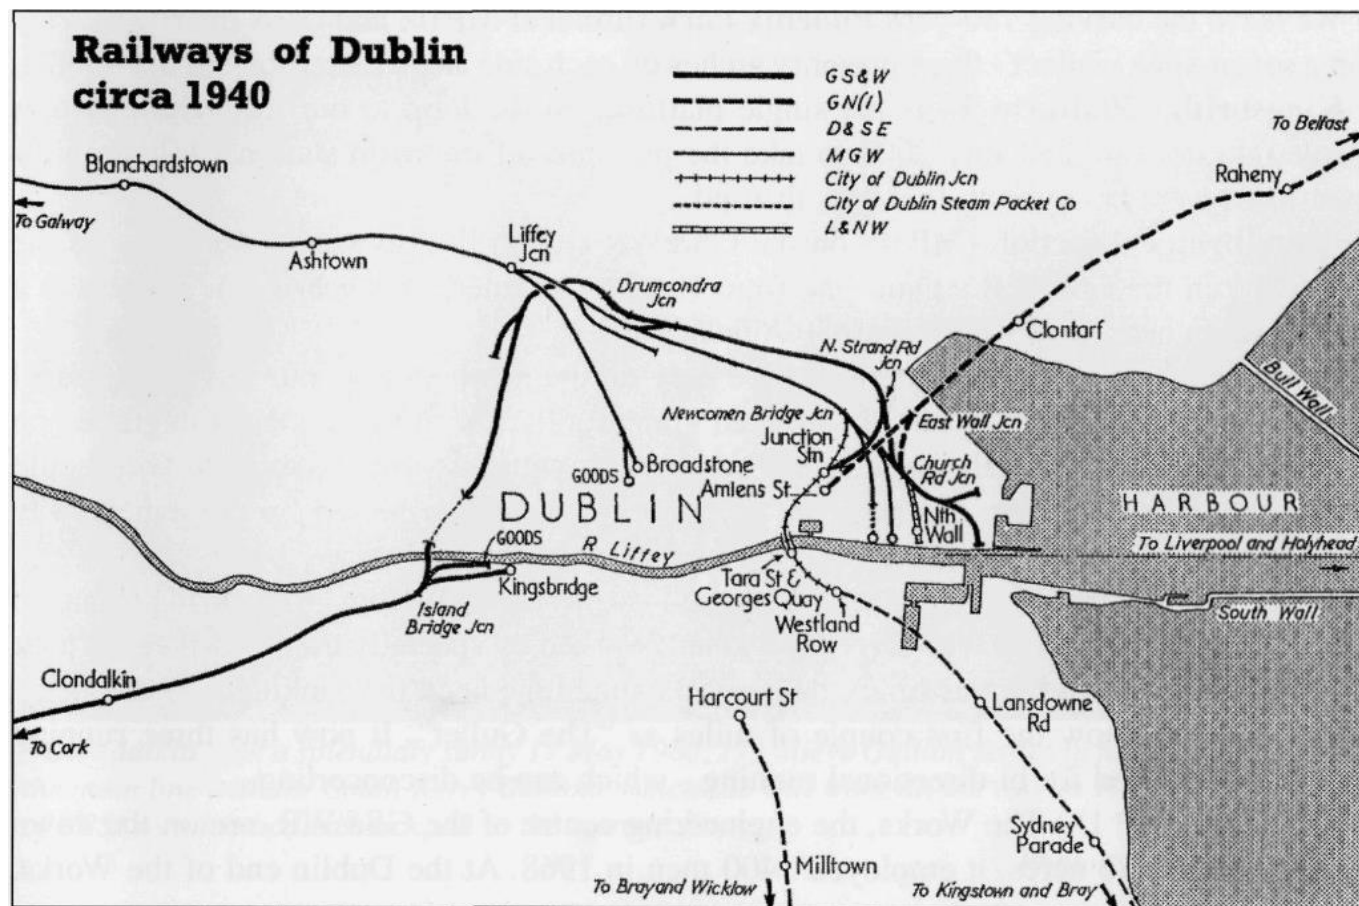 Railways of Dublin
circa 1940
GS&W
GN(I)
D&SE
MGW
City of Dublin Jcn
City of Dublin Steam Packet Co
L&NW
To Belfast
Raheny
Blanchardstown
To Galway
Ashtown
Liffey
Jcn
Drumcondra
Jcn
Clontarf
N. Strand Rd
Jcn
Bull Wall
Newcomen Bridge Jcn
East Wall Jcn
Junction
Stn
Church
Rd Jcn
Broadstone
GOODS
Amiens St
DUBLIN
HARBOUR
Nth
Wall
To Liverpool and Holyhead
GOODS
R Liffey
Kingsbridge
Tara St &
Georges Quay
Island
Bridge Jcn
Westland
Row
South Wall
Clondalkin
Harcourt St
Lansdowne
Rd
To Cork
Sydney
Parade
Milltown
To Bray and Wicklow
To Kingstown and Bray